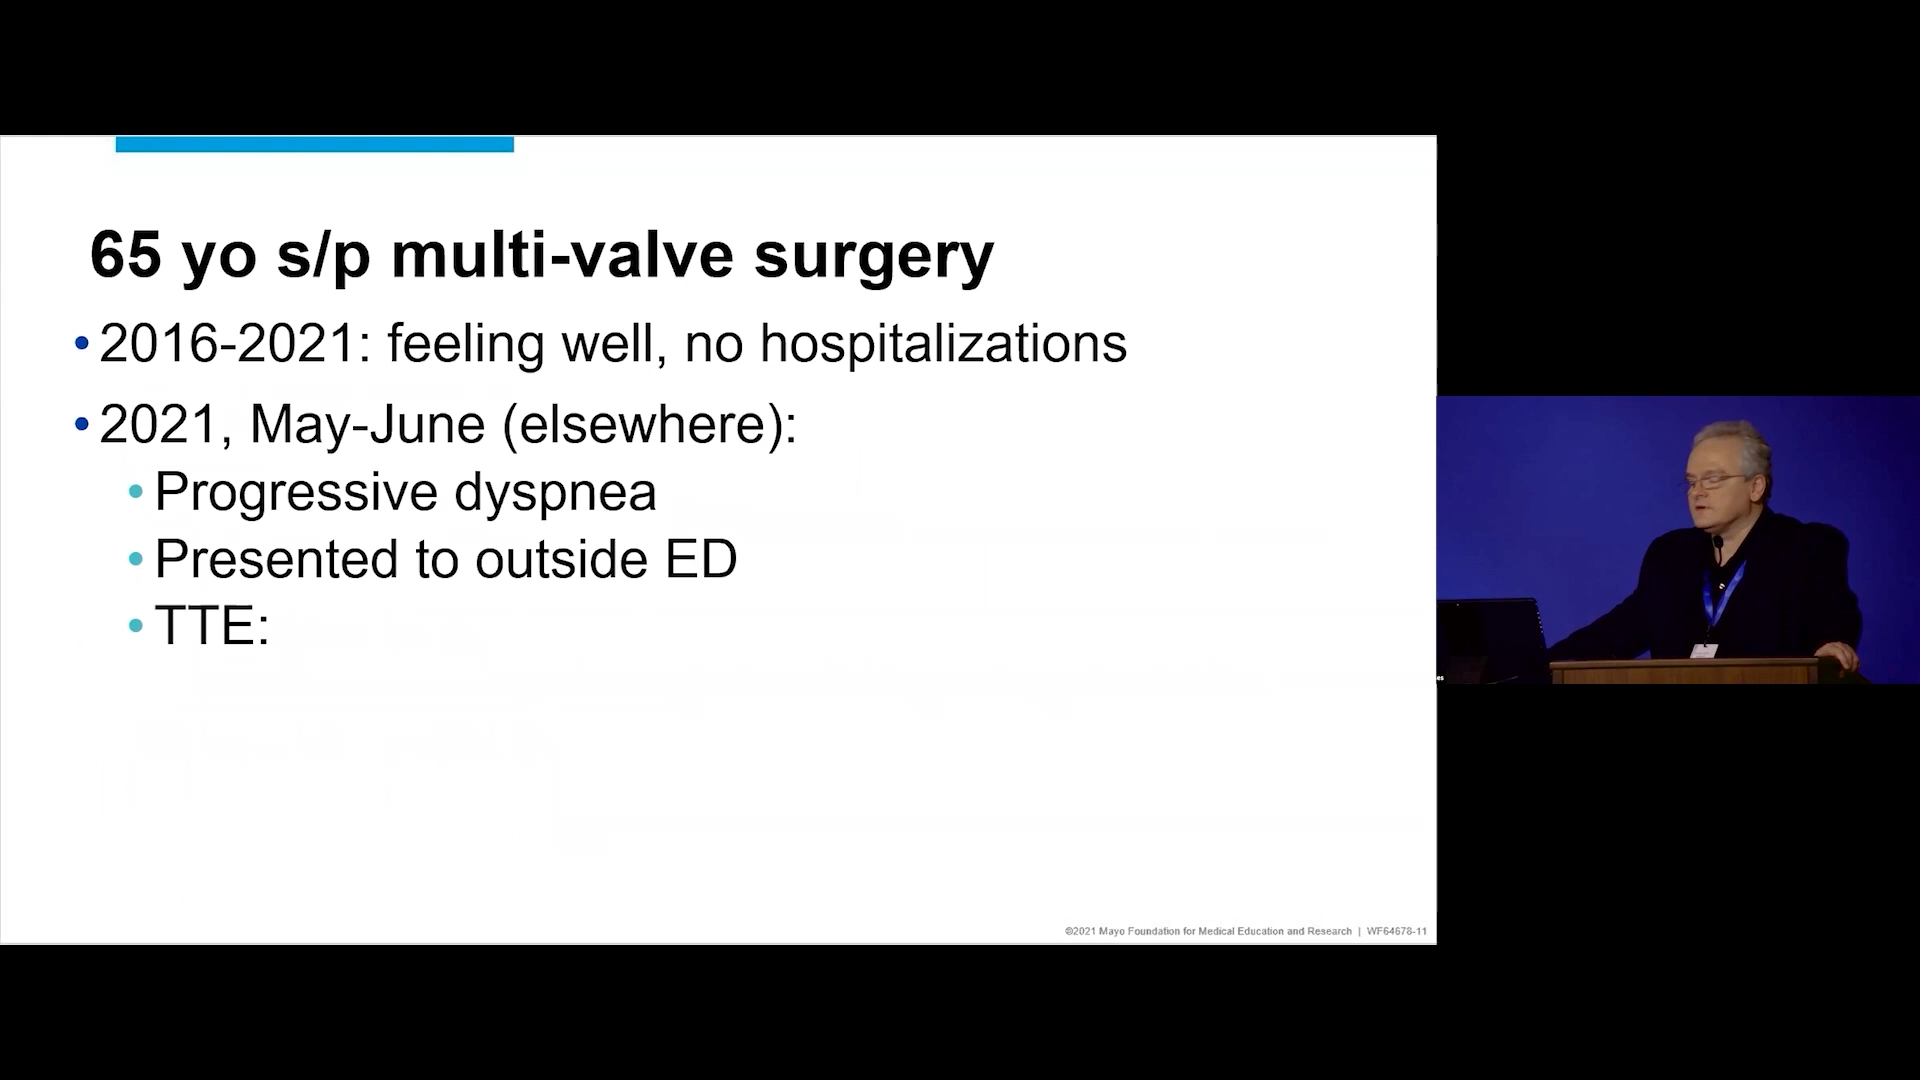 65 yo s/p multi-valve surgery
• 2016-2021: feeling well, no hospitalizations
• 2021, May-June (elsewhere):
• Progressive dyspnea
• Presented to outside ED
• TTE:
©2021 Mayo Foundation for Medical Education and Research | WF64678-11